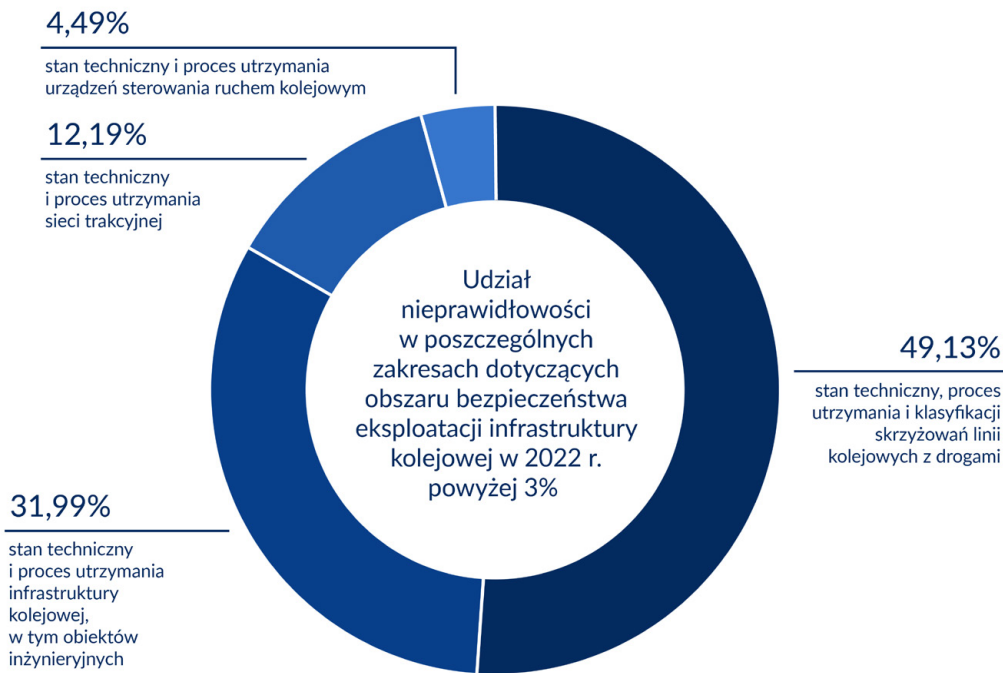 4,49%
stan techniczny i proces utrzymania
urządzeń sterowania ruchem kolejowym
12,19%
stan techniczny
i proces utrzymania
sieci trakcyjnej
Udział
nieprawidłowości
w poszczególnych
zakresach dotyczących
obszaru bezpieczeństwa
eksploatacji infrastruktury
kolejowej w 2022 r.
powyżej 3%
49,13%
stan techniczny, proces
utrzymania i klasyfikacji
skrzyżowań linii
kolejowych z drogami
31,99%
stan techniczny
i proces utrzymania
infrastruktury
kolejowej,
w tym obiektów
inżynieryjnych